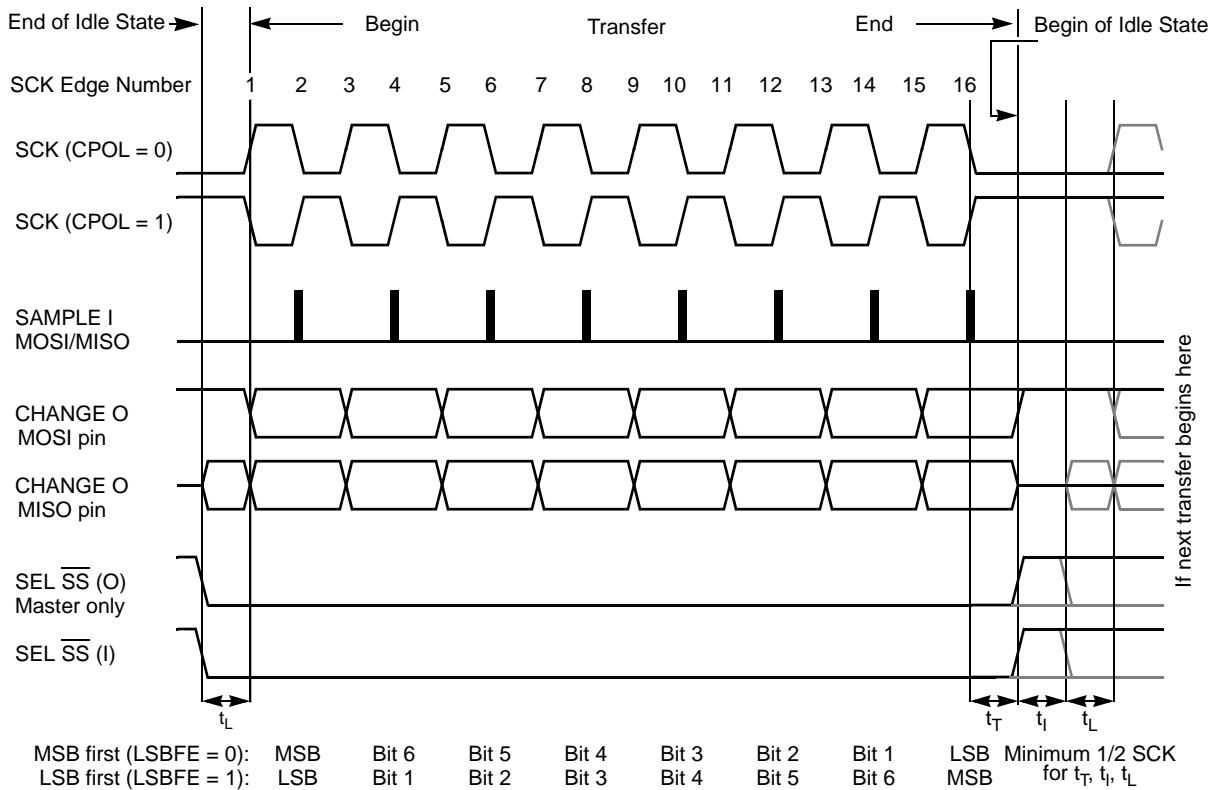 End of Idle State
Begin
Transfer
End
Begin of Idle State
SCK Edge Number
1 2 3 4 5 6 7 8 9 10 11 12 13 14 15 16
SCK (CPOL = 0)
SCK (CPOL = 1)
SAMPLE I
MOSI/MISO
CHANGE O
MOSI pin
CHANGE O
MISO pin
SEL SS (O)
Master only
SEL SS (I)
If next transfer begins here
tL
tT tI tL
MSB first (LSBFE = 0): MSB Bit 6 Bit 5 Bit 4 Bit 3 Bit 2 Bit 1 LSB
LSB first (LSBFE = 1): LSB Bit 1 Bit 2 Bit 3 Bit 4 Bit 5 Bit 6 MSB
Minimum 1/2 SCK
for tT, tI, tL